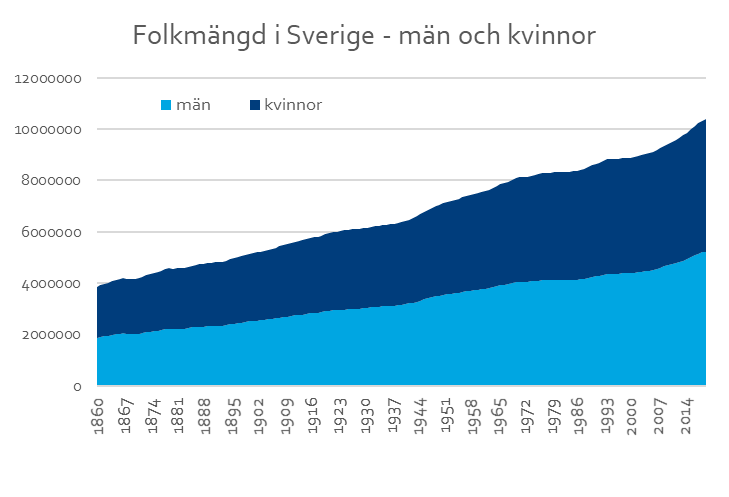 Folkmängd i Sverige - män och kvinnor
12000000
män kvinnor
10000000
8000000
6000000
4000000
2000000
0
1860 1867 1874 1881 1888 1895 1902 1909 1916 1923 1930 1937 1944 1951 1958 1965 1972 1979 1986 1993 2000 2007 2014